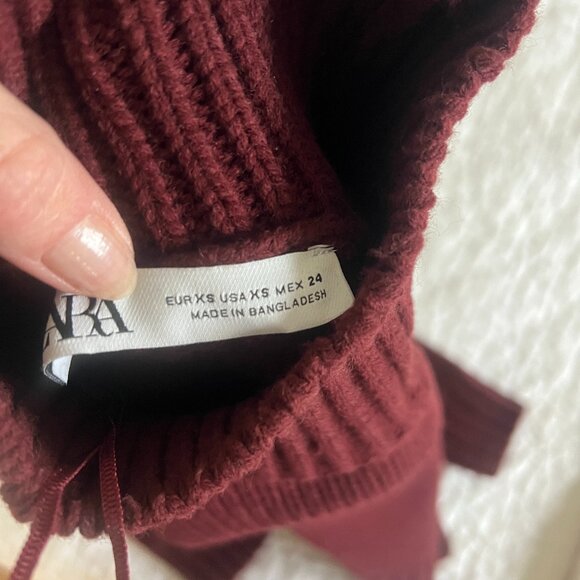 ARA
EUR XS USA XS MEX 24
MADE IN BANGLADESH